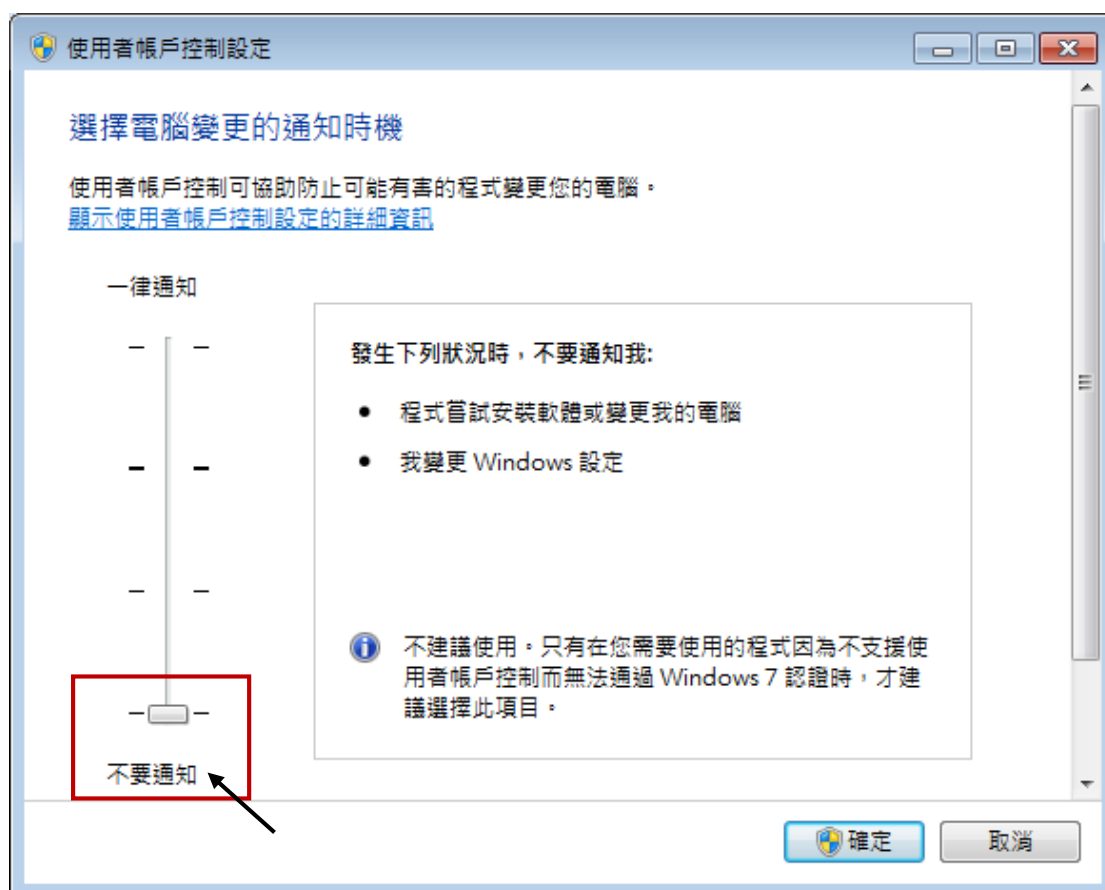 使用者帳戶控制設定
選擇電腦變更的通知時機
使用者帳戶控制可協助防止可能有害的程式變更您的電腦。
顯示使用者帳戶控制設定的詳細資訊
一律通知
發生下列狀況時，不要通知我:
• 程式嘗試安裝軟體或變更我的電腦
• 我變更 Windows 設定
不建議使用。只有在您需要使用的程式因為不支援使
用者帳戶控制而無法通過 Windows 7 認證時，才建
議選擇此項目。
不要通知
確定
取消